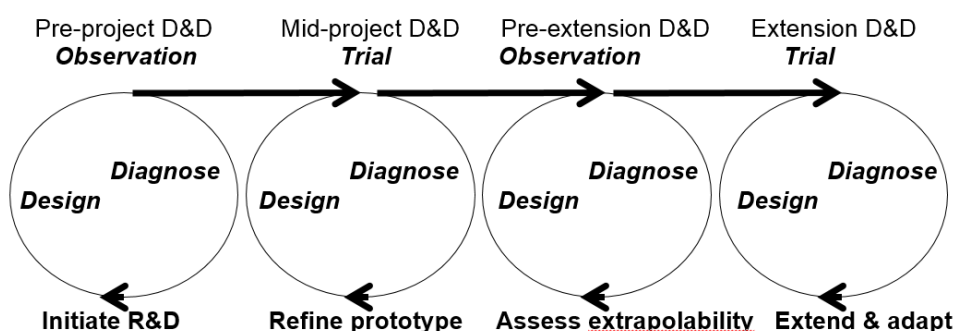 Pre-project D&D
Observation
Mid-project D&D
Trial
Pre-extension D&D
Observation
Extension D&D
Trial
Diagnose
Design
Diagnose
Design
Diagnose
Design
Diagnose
Design
Initiate R&D
Refine prototype
Assess extrapolability
Extend & adapt